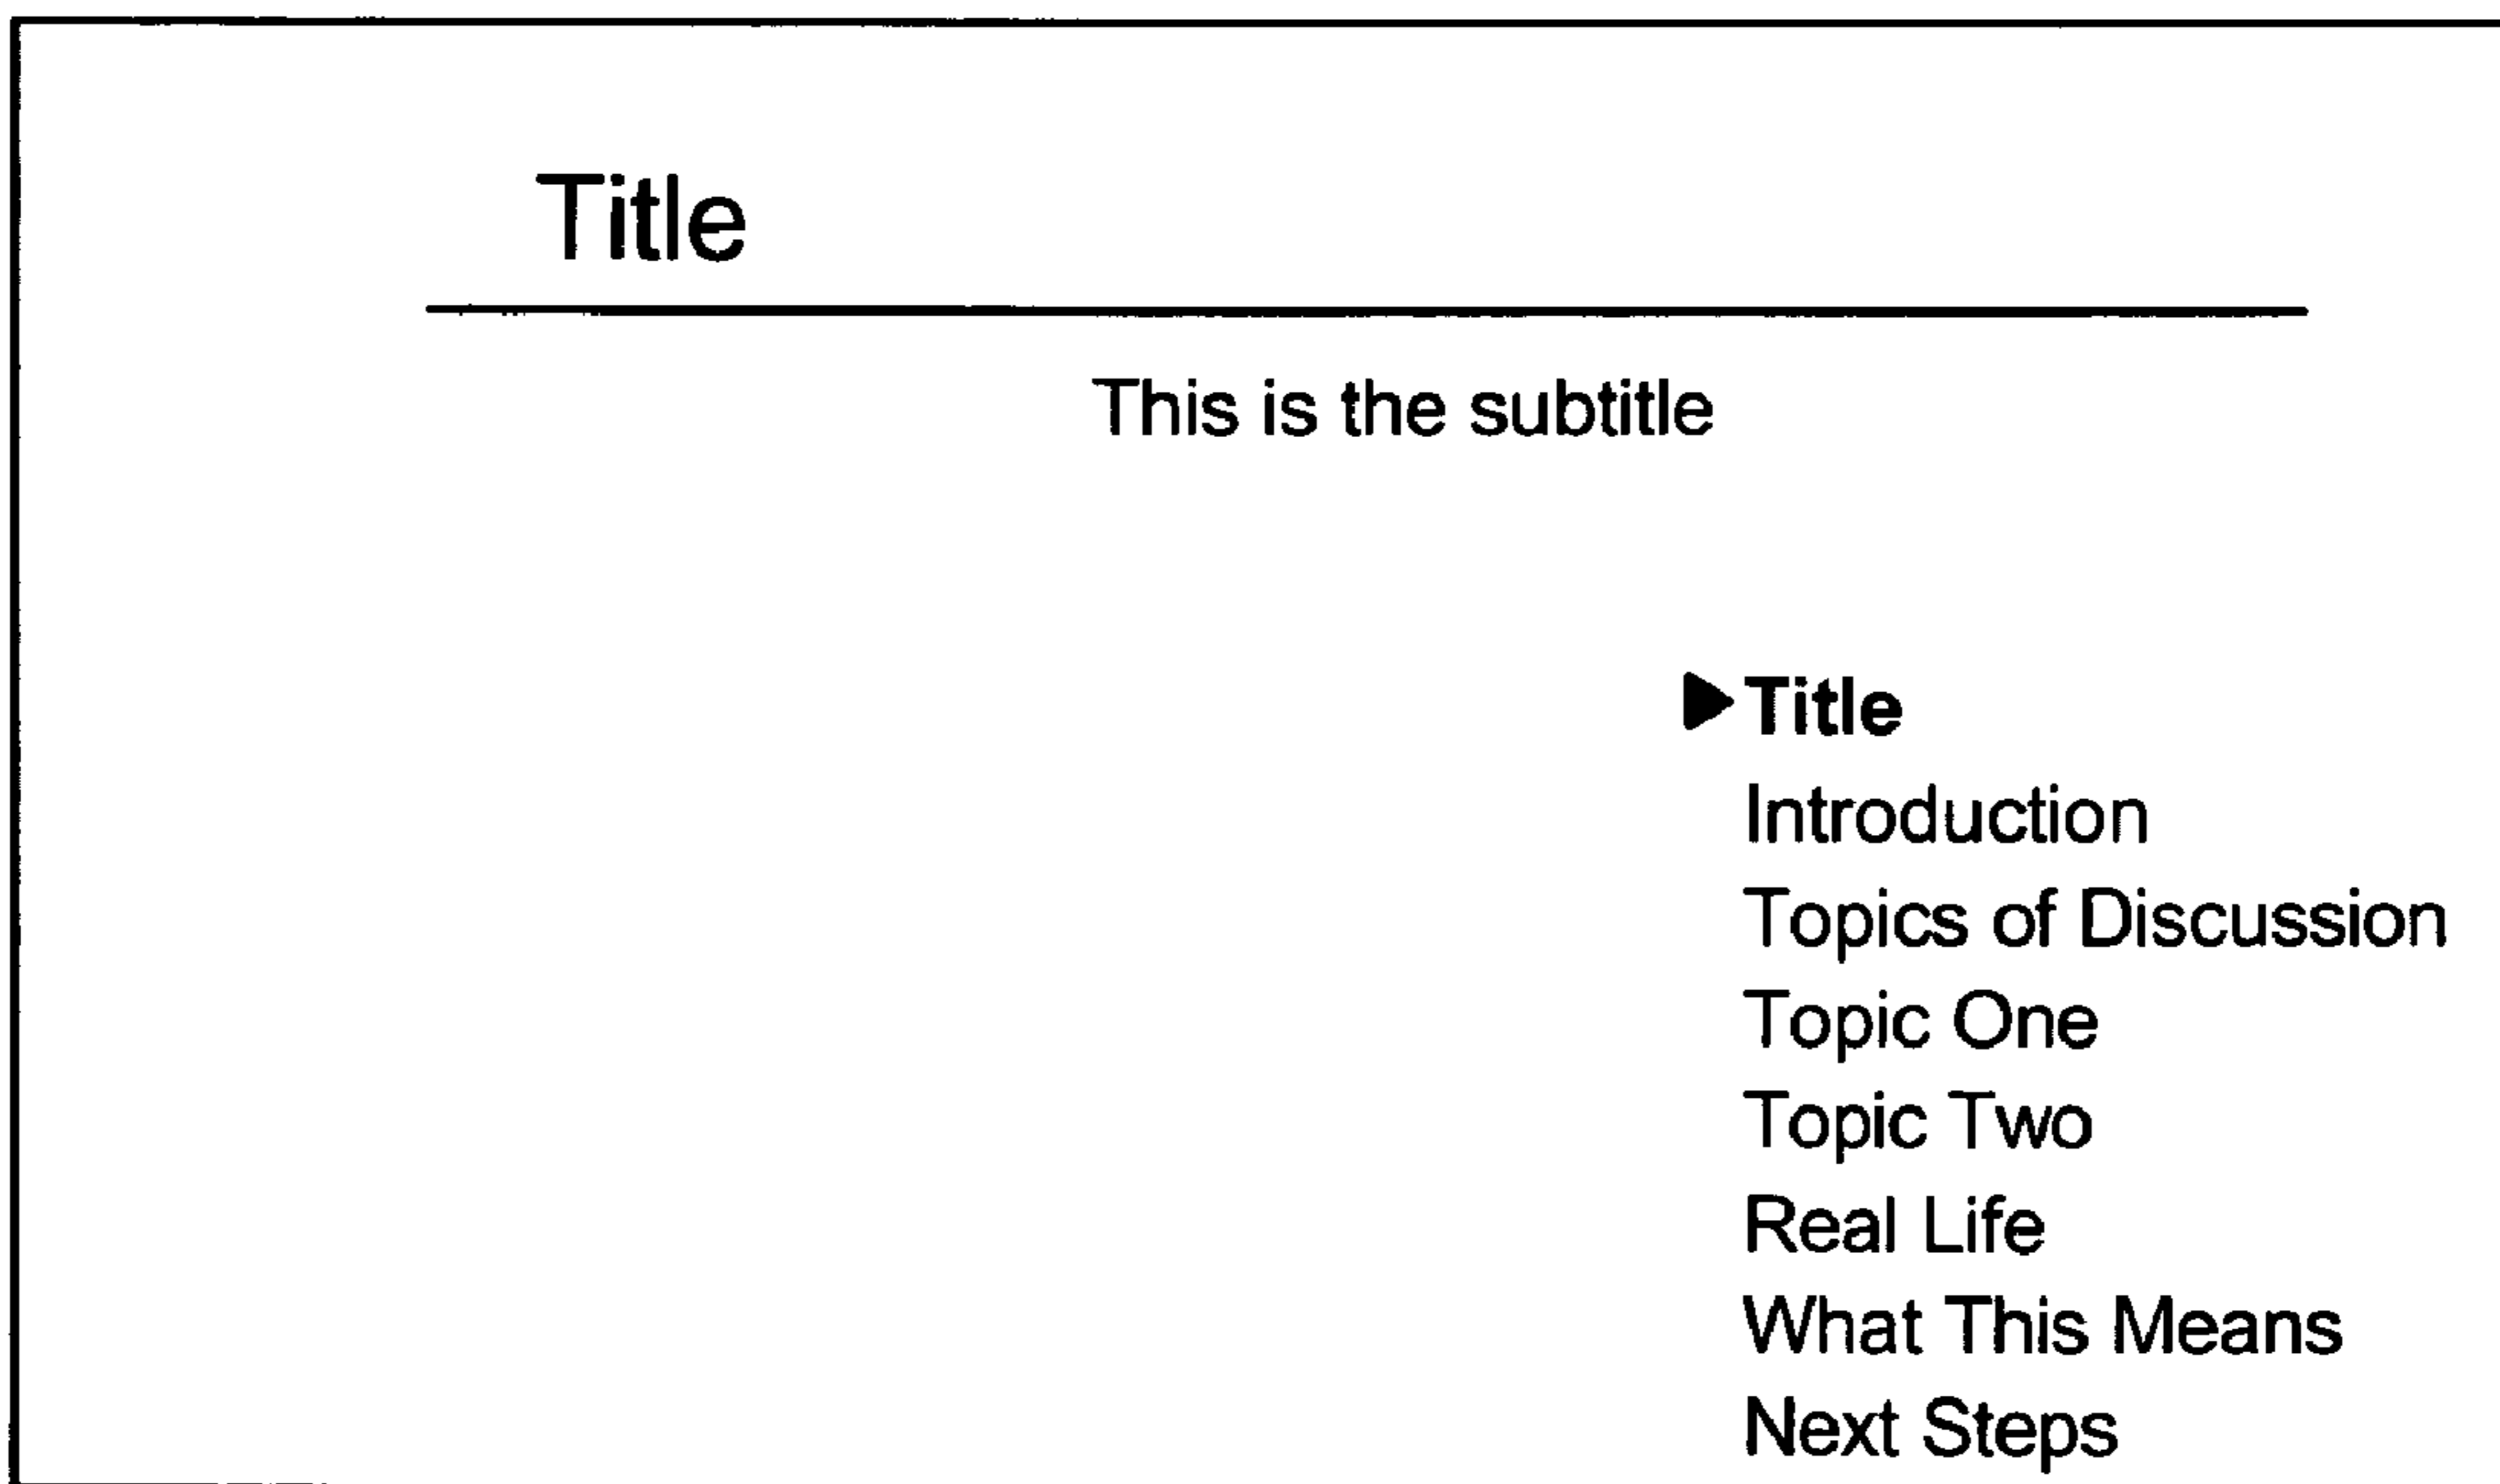 Title
This is the subtitle
Title
Introduction
Topics of Discussion
Topic One
Topic Two
Real Life
What This Means
Next Steps